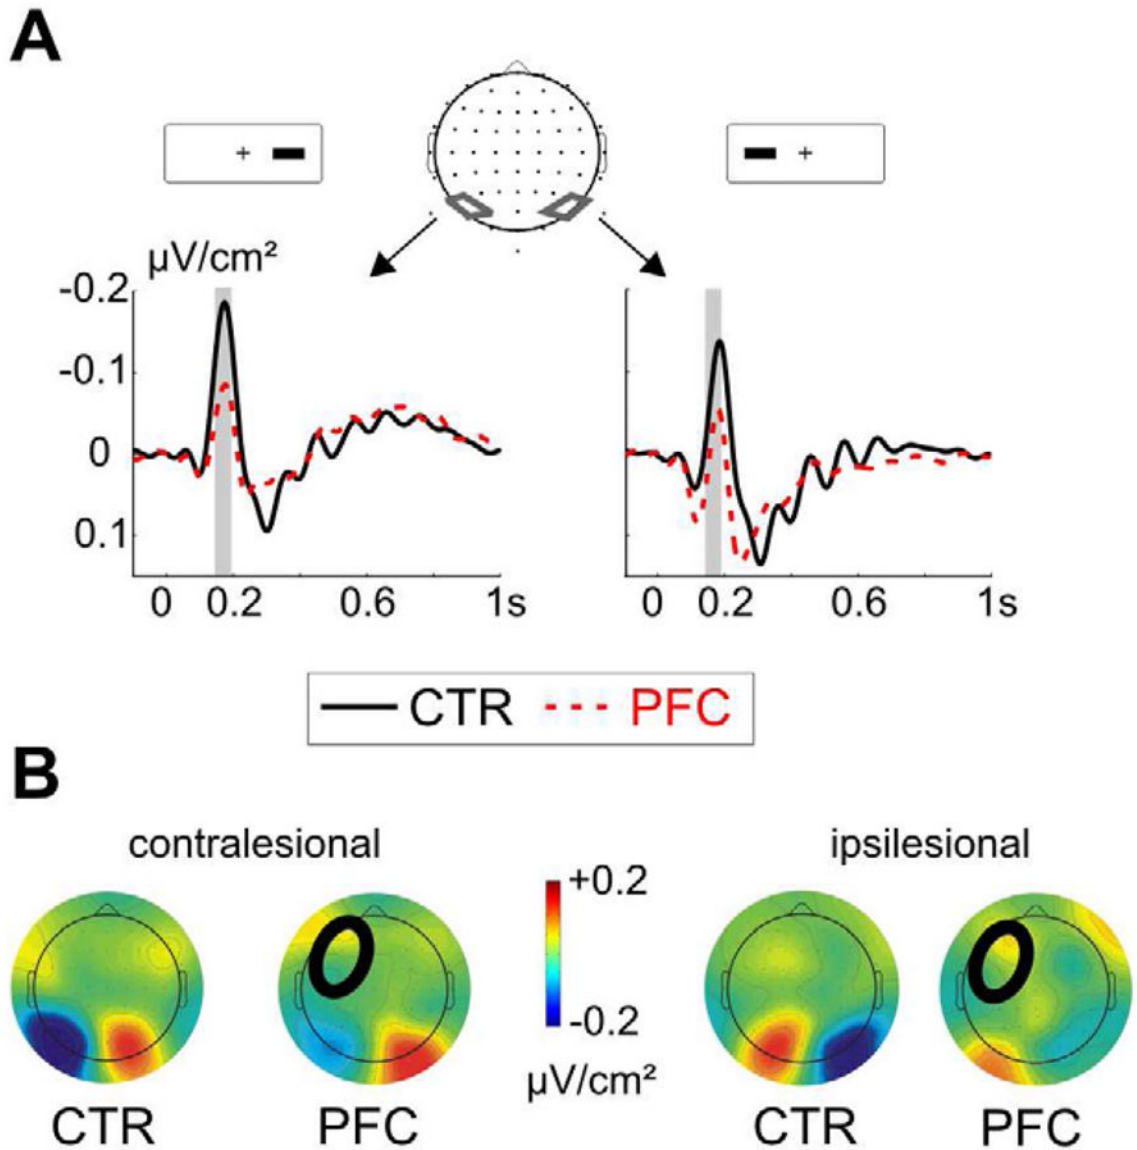 A
+
+
μV/cm²
-0.2
-0.1
0
0.1
0 0.2 0.6 1s
0 0.2 0.6 1s
CTR PFC
B
contralesional
ipsilesional
+0.2
-0.2
μV/cm²
CTR PFC CTR PFC